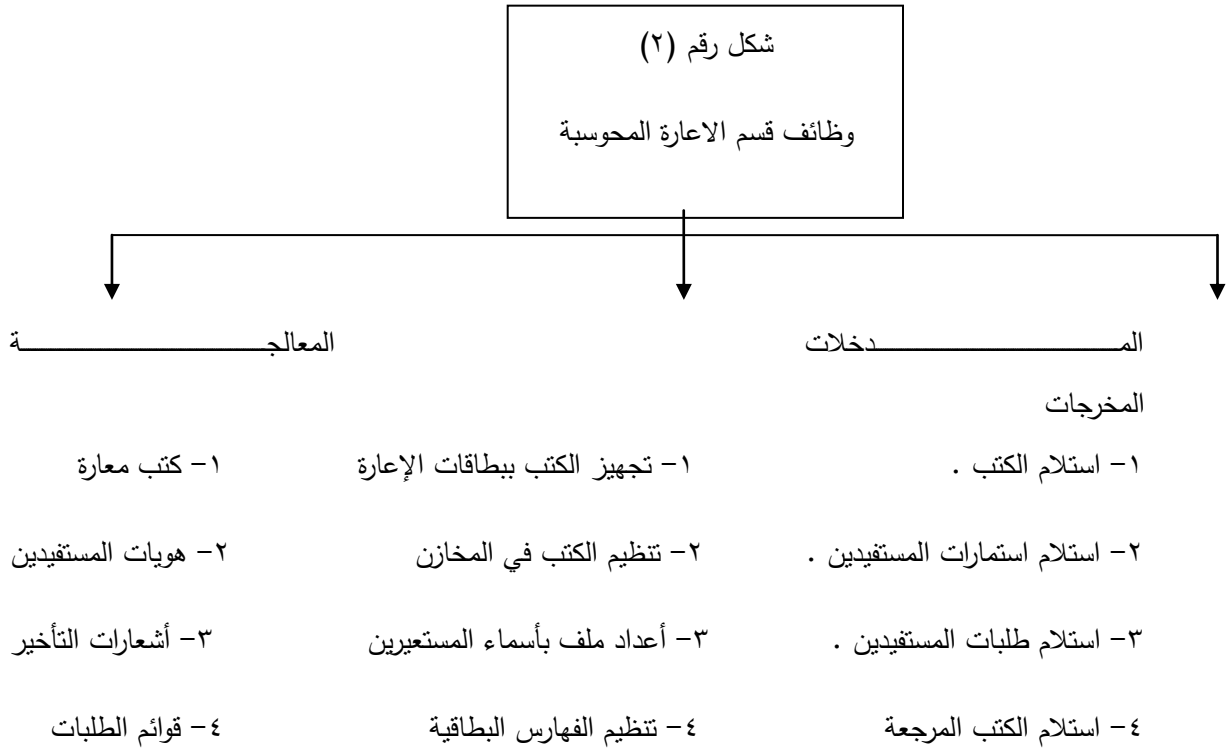 شكل رقم (٢)
وظائف قسم الاعارة المحوسبة
المــــــــــــــــــــــــدخلات المعالجــــــــــــــــــــــــة
المخرجات
١- استلام الكتب . ١- تجهيز الكتب ببطاقات الإعارة ١- كتب معارة
٢- استلام استمارات المستفيدين . ٢- تنظيم الكتب في المخازن ٢- هويات المستفيدين
٣- استلام طلبات المستفيدين . ٣- أعداد ملف بأسماء المستعيرين ٣- أشعارات التأخير
٤- استلام الكتب المرجعة ٤- تنظيم الفهارس البطاقية ٤- قوائم الطلبات